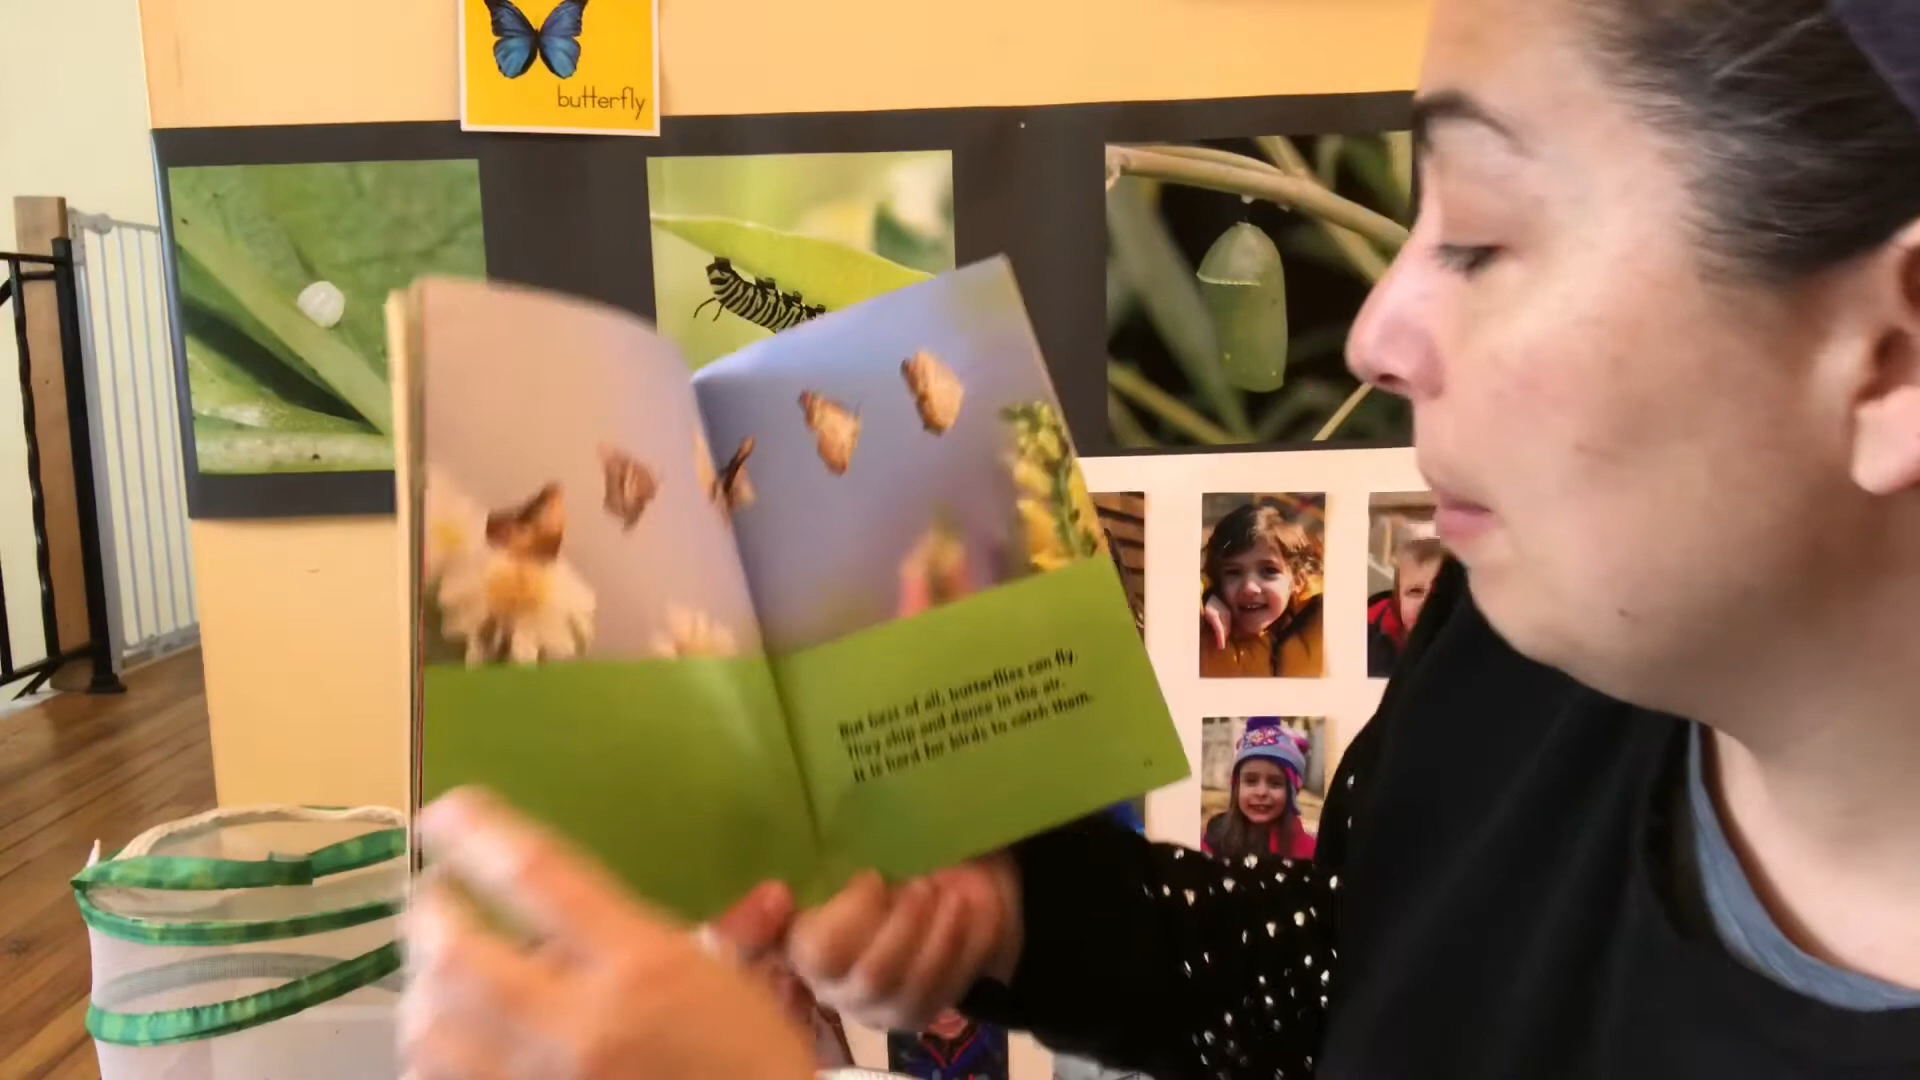 butterfly
But best of all, butterflies can fly.
They skip and dance in the air.
It is hard for birds to catch them.